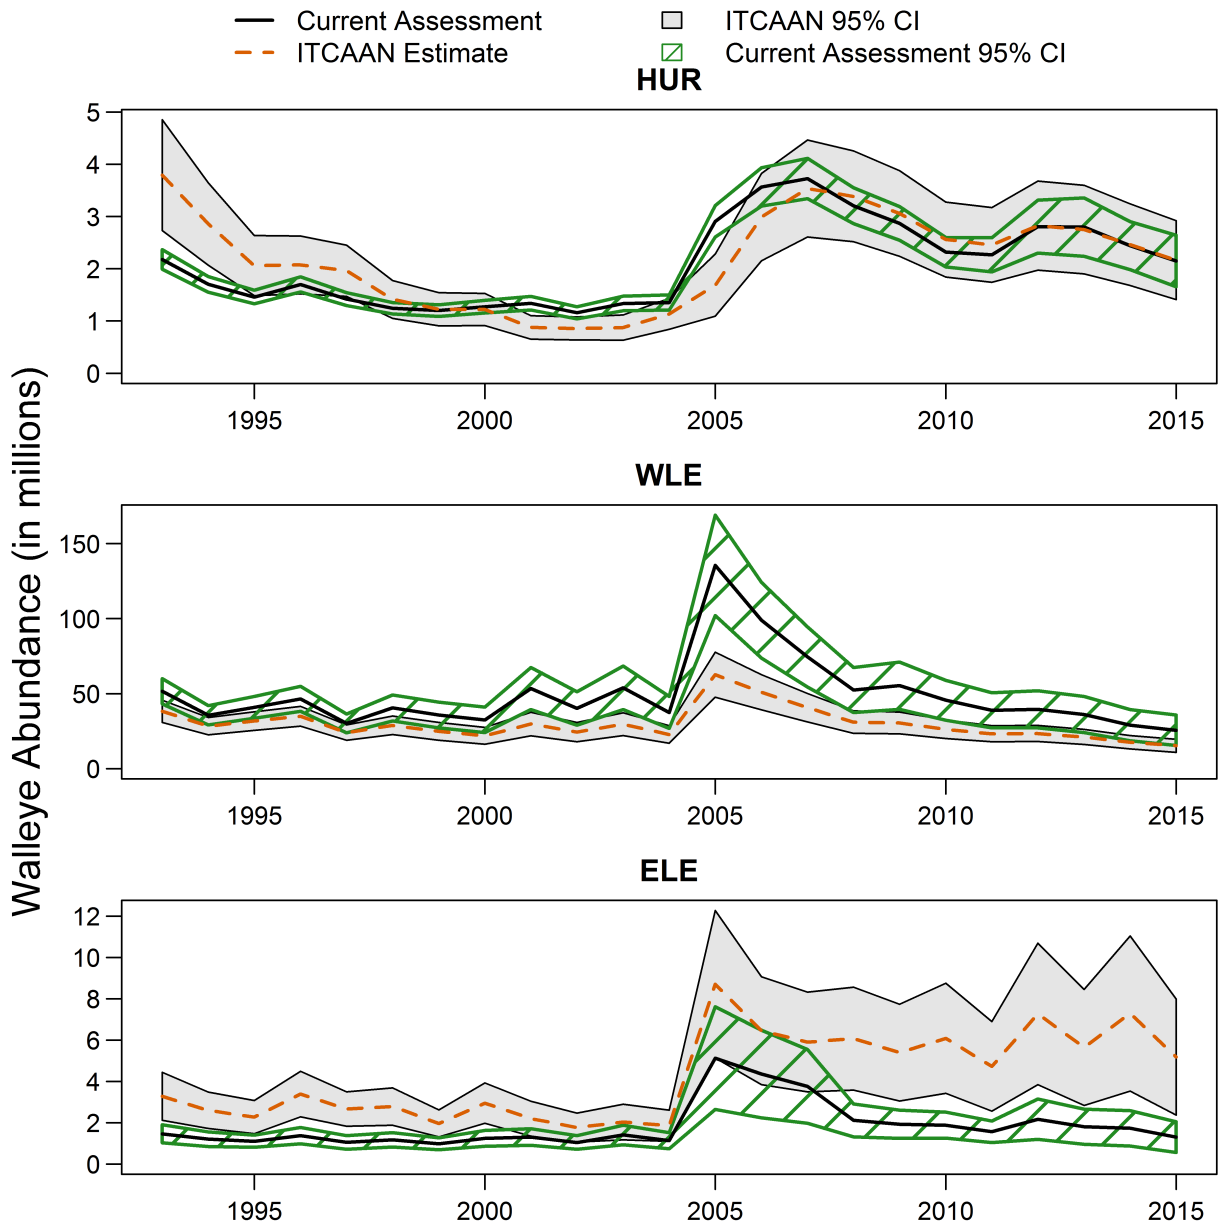 Current Assessment
ITCAAN Estimate
ITCAAN 95% CI
Current Assessment 95% CI
Walleye Abundance (in millions)
HUR
5
4
3
2
1
0
1995 2000 2005 2010 2015
WLE
150
100
50
0
1995 2000 2005 2010 2015
ELE
12
10
8
6
4
2
0
1995 2000 2005 2010 2015